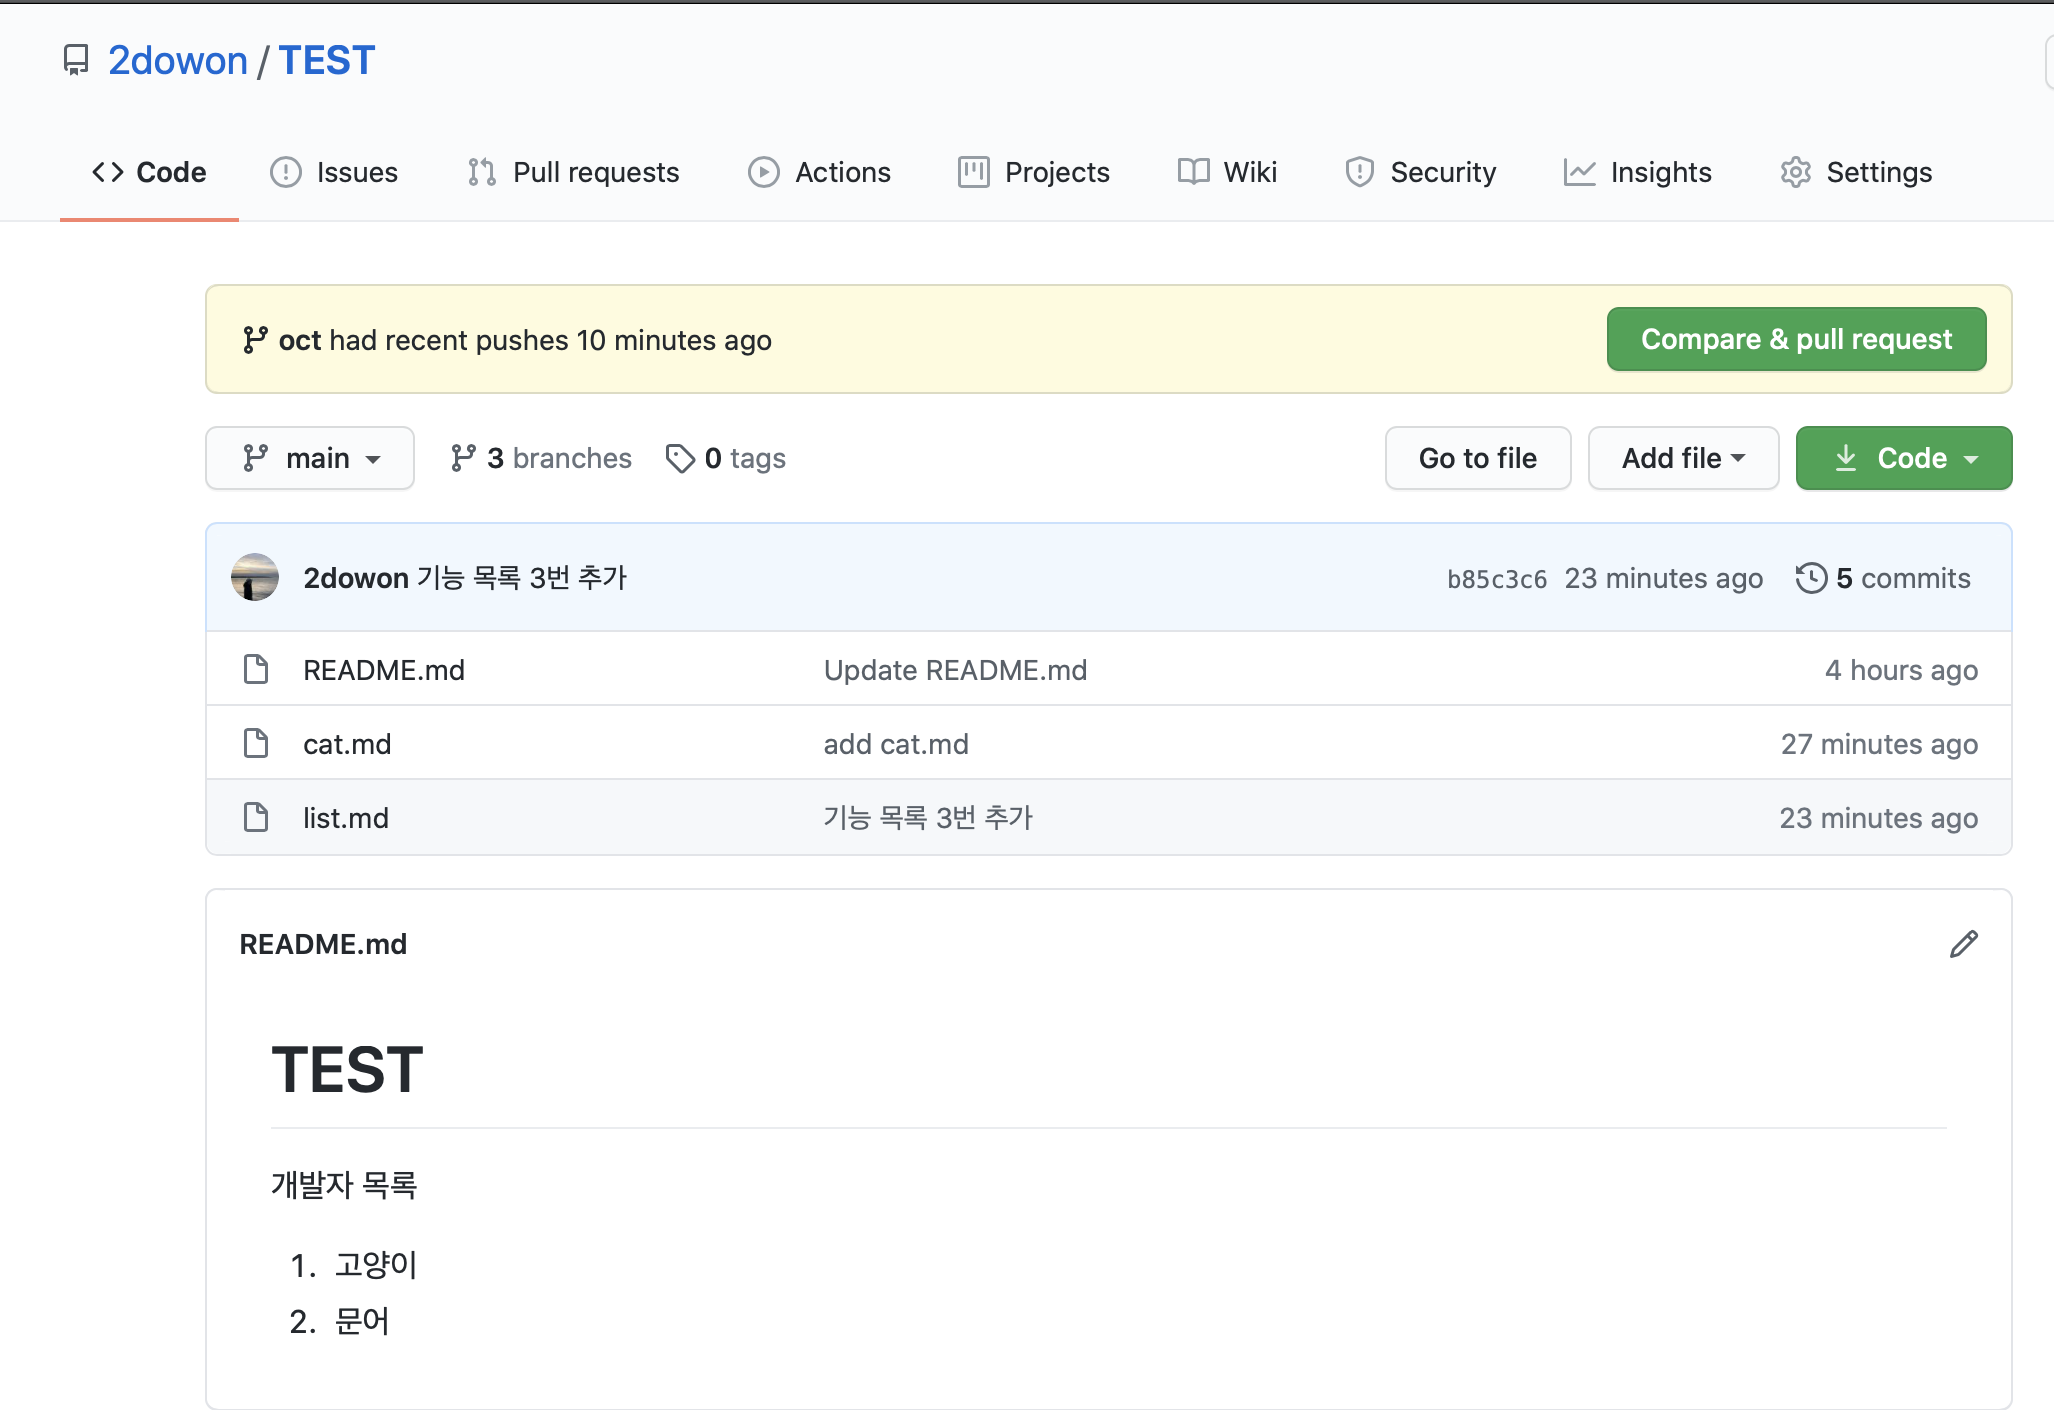 2dowon / TEST
Code Issues Pull requests Actions Projects Wiki Security Insights Settings
oct had recent pushes 10 minutes ago Compare & pull request
main 3 branches 0 tags Go to file Add file Code
2dowon 기능 목록 3번 추가 b85c3c6 23 minutes ago 5 commits
README.md Update README.md 4 hours ago
cat.md add cat.md 27 minutes ago
list.md 기능 목록 3번 추가 23 minutes ago
README.md
TEST
개발자 목록
1. 고양이
2. 문어